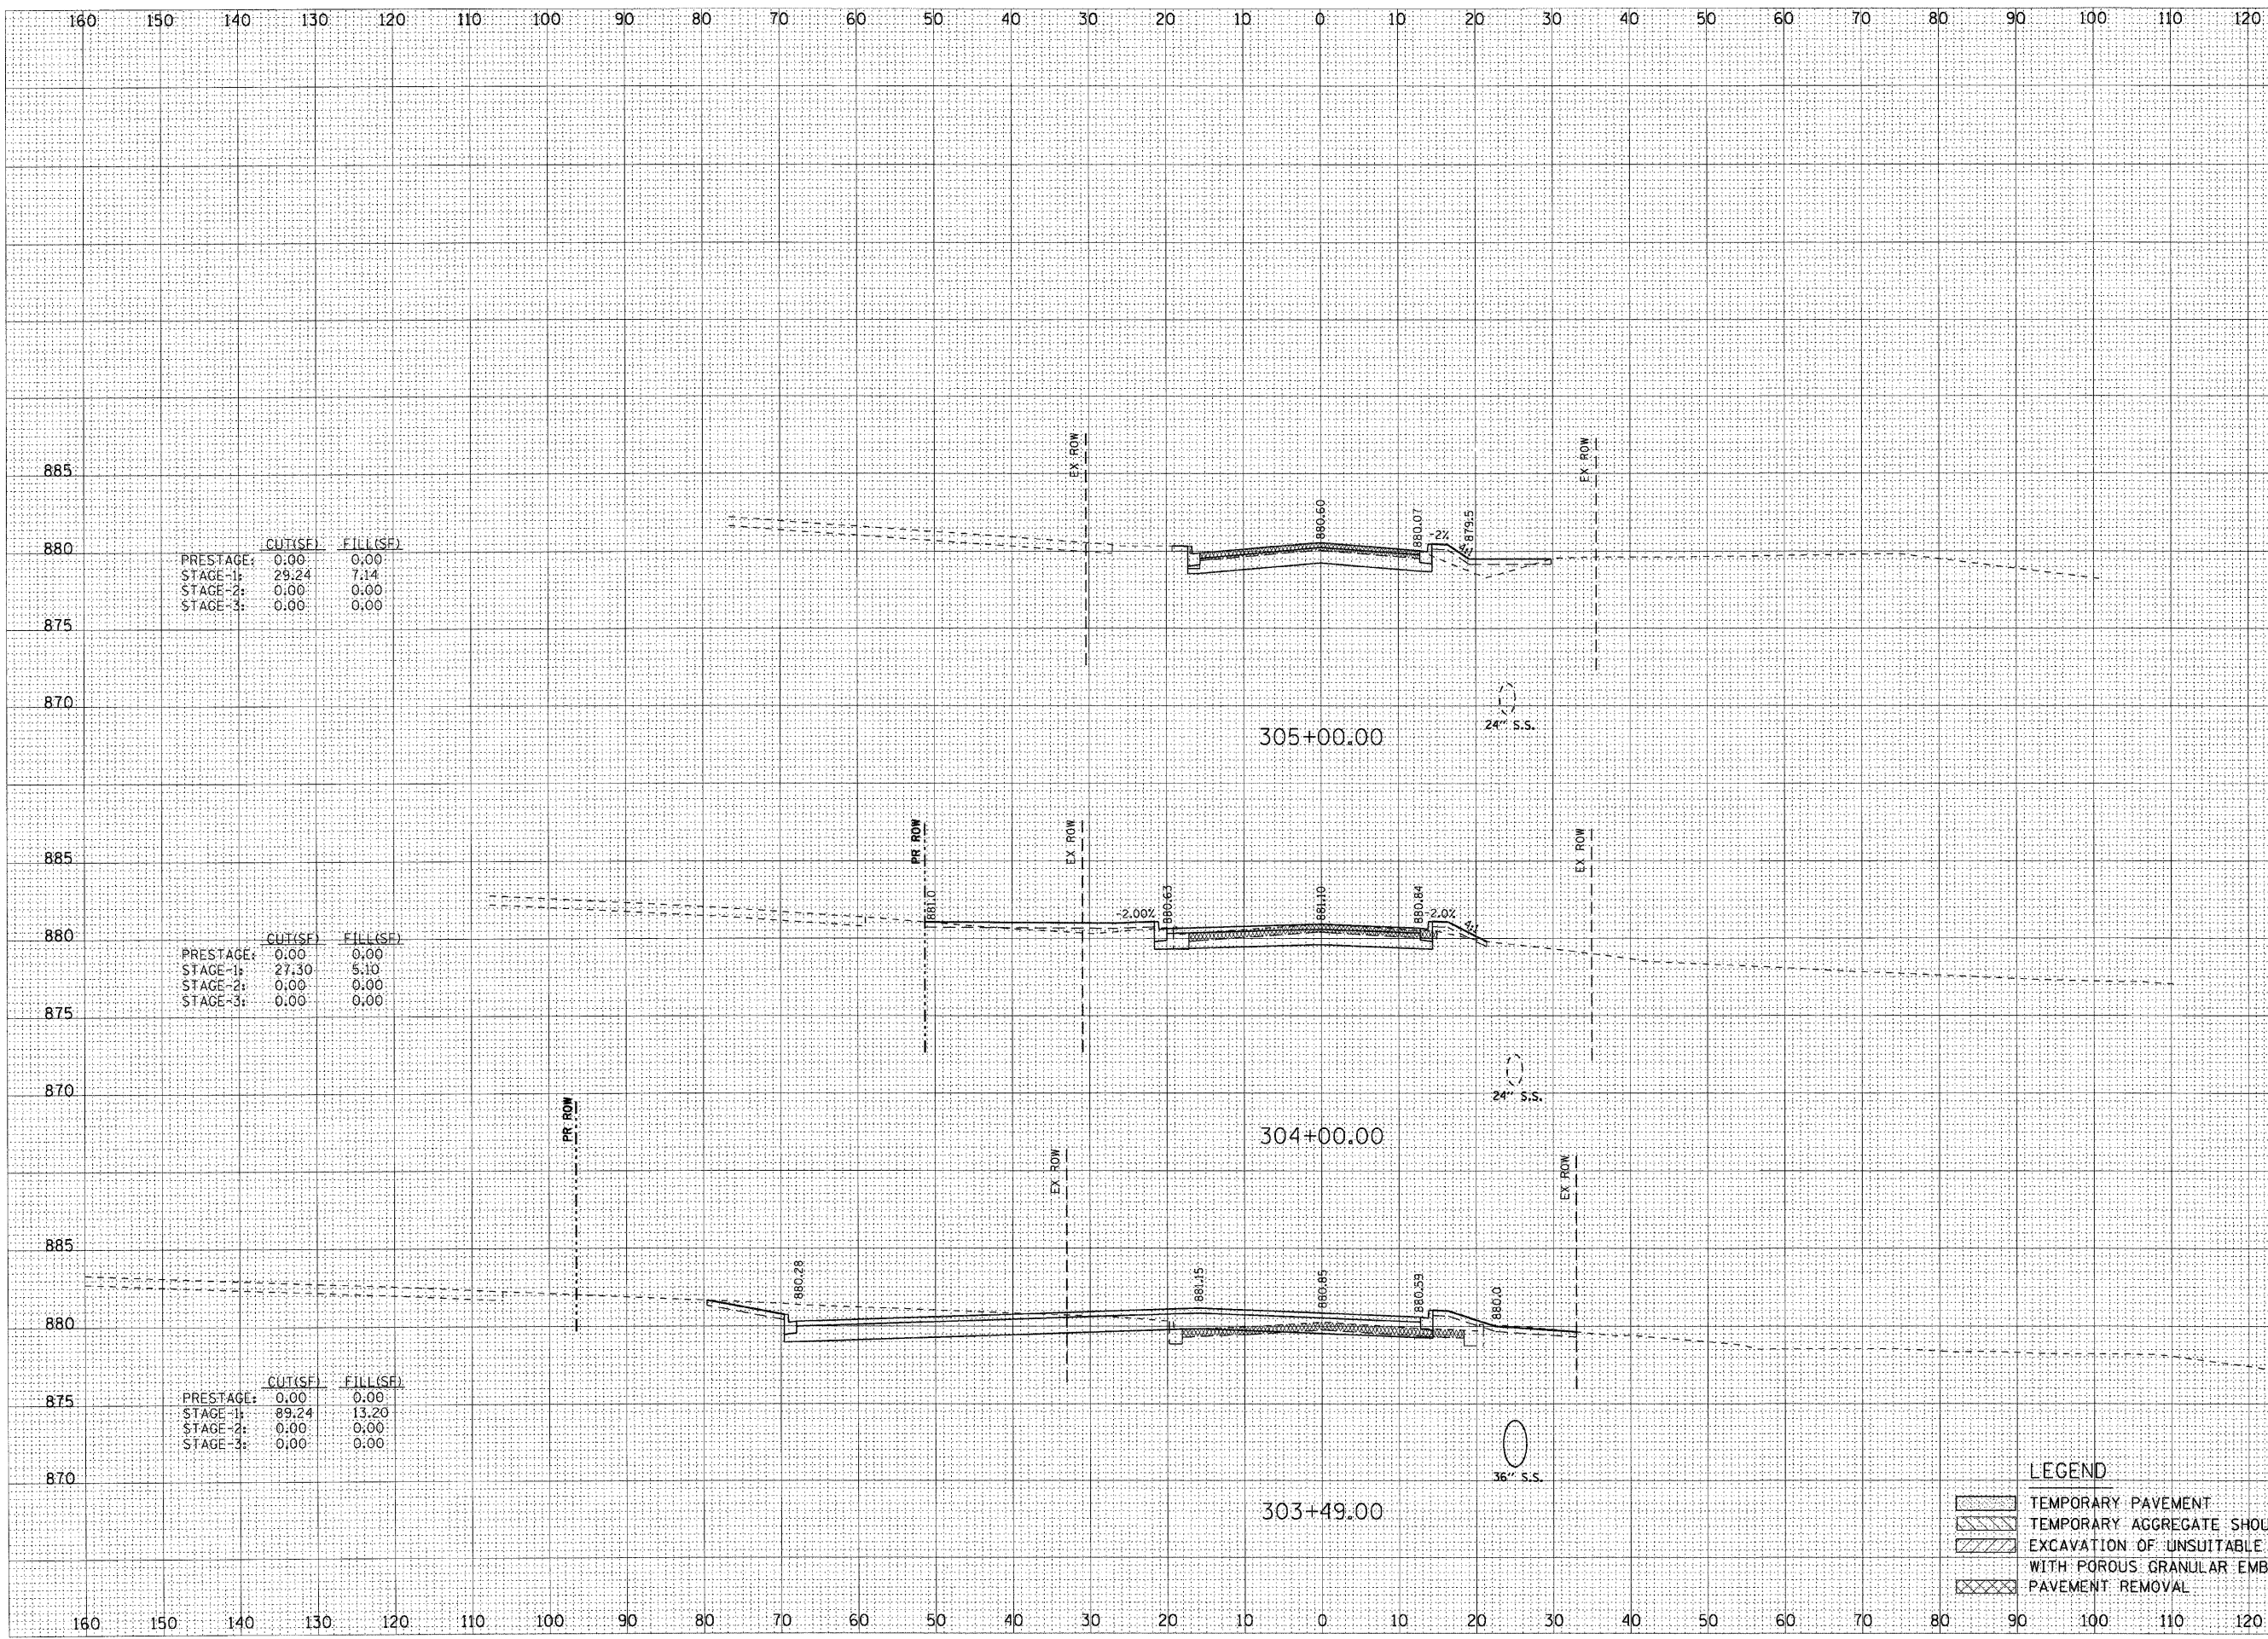 160 150 140 130 120 110 100 90 80 70 60 50 40 30 20 10 0 10 20 30 40 50 60 70 80 90 100 110 120
EX ROW
EX ROW
885
880
875
870
880.60
880.07
-2%
879.5
4:1
CUT(SF) FILL(SF)
PRESTAGE: 0.00 0.00
STAGE-1: 29.24 7.14
STAGE-2: 0.00 0.00
STAGE-3: 0.00 0.00
24" S.S.
305+00.00
PR ROW
EX ROW
EX ROW
885
880
875
870
881.0
-2.00%
880.63
881.10
880.84
-2.0%
4:1
CUT(SF) FILL(SF)
PRESTAGE: 0.00 0.00
STAGE-1: 27.30 5.10
STAGE-2: 0.00 0.00
STAGE-3: 0.00 0.00
24" S.S.
304+00.00
PR ROW
EX ROW
EX ROW
885
880
875
870
880.28
881.15
880.85
880.59
880.0
CUT(SF) FILL(SF)
PRESTAGE: 0.00 0.00
STAGE-1: 89.24 13.20
STAGE-2: 0.00 0.00
STAGE-3: 0.00 0.00
36" S.S.
303+49.00
LEGEND
TEMPORARY PAVEMENT
TEMPORARY AGGREGATE SHOUL
EXCAVATION OF UNSUITABLE
WITH POROUS GRANULAR EMB
PAVEMENT REMOVAL
160 150 140 130 120 110 100 90 80 70 60 50 40 30 20 10 0 10 20 30 40 50 60 70 80 90 100 110 120